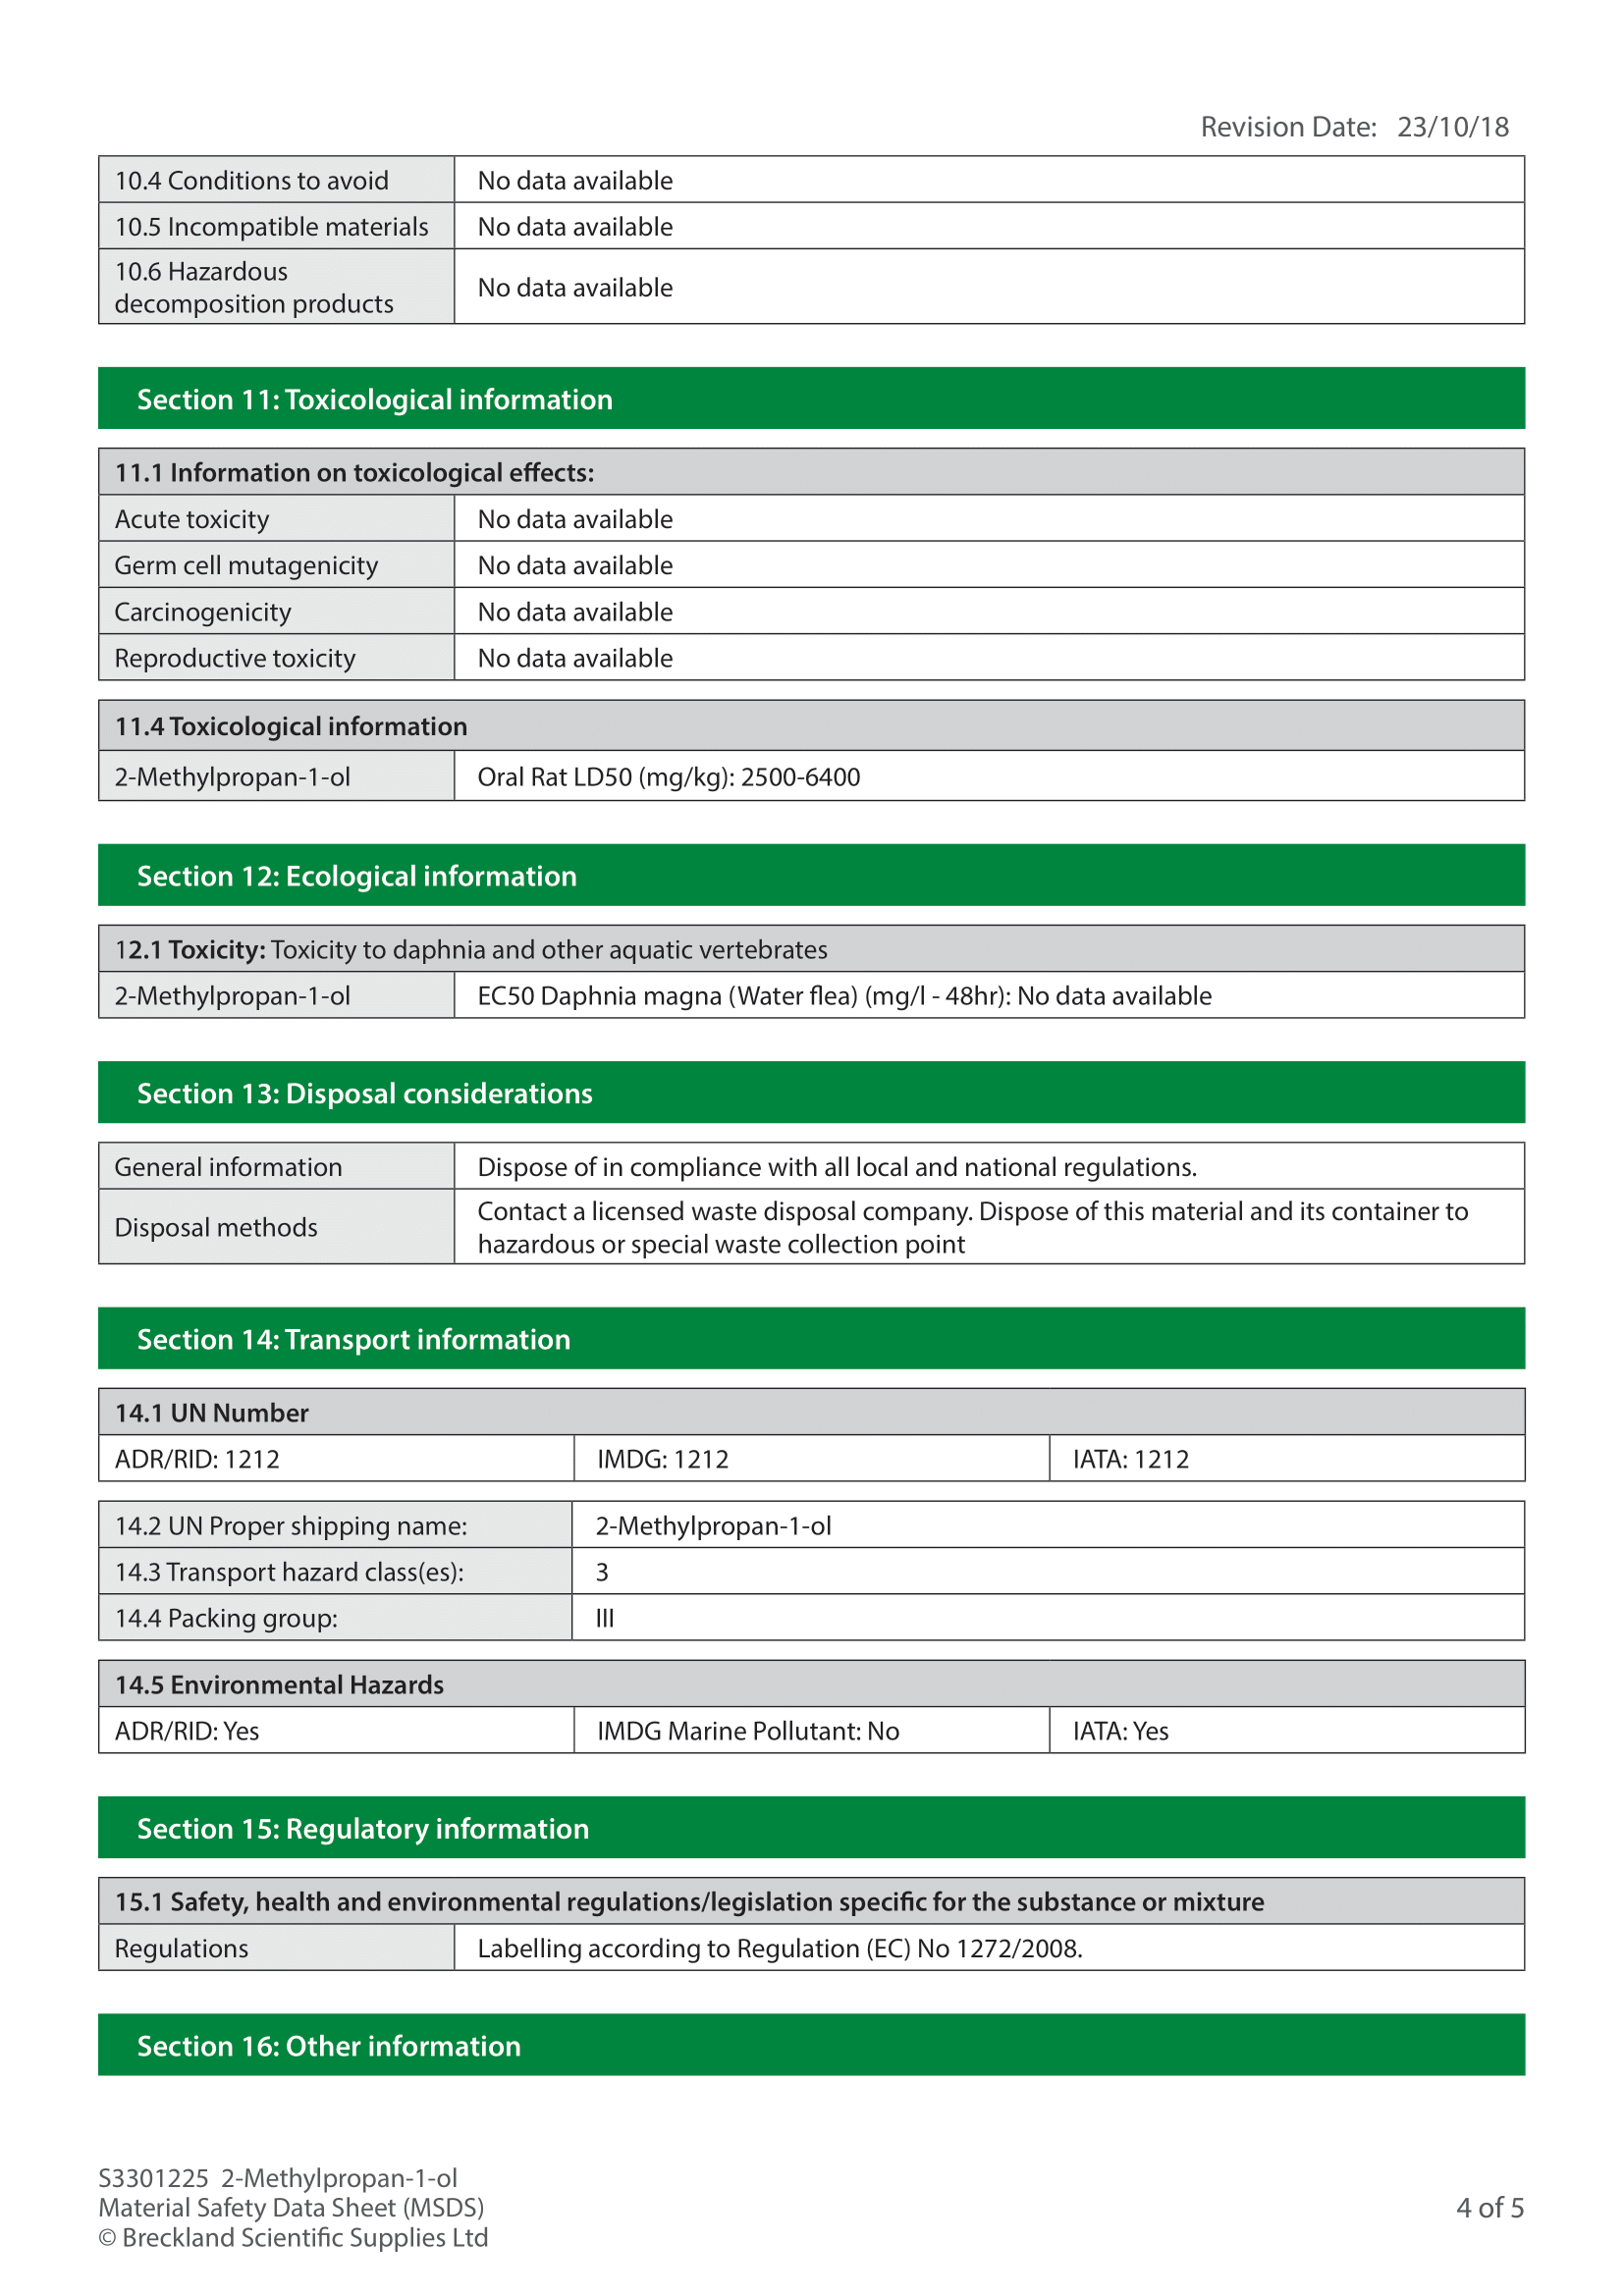 Revision Date: 23/10/18
10.4 Conditions to avoid No data available
10.5 Incompatible materials No data available
10.6 Hazardous
decomposition products No data available
Section 11: Toxicological information
11.1 Information on toxicological effects:
Acute toxicity No data available
Germ cell mutagenicity No data available
Carcinogenicity No data available
Reproductive toxicity No data available
11.4 Toxicological information
2-Methylpropan-1-ol Oral Rat LD50 (mg/kg): 2500-6400
Section 12: Ecological information
12.1 Toxicity: Toxicity to daphnia and other aquatic vertebrates
2-Methylpropan-1-ol EC50 Daphnia magna (Water flea) (mg/l - 48hr): No data available
Section 13: Disposal considerations
General information Dispose of in compliance with all local and national regulations.
Disposal methods Contact a licensed waste disposal company. Dispose of this material and its container to
hazardous or special waste collection point
Section 14: Transport information
14.1 UN Number
ADR/RID: 1212 IMDG: 1212 IATA: 1212
14.2 UN Proper shipping name: 2-Methylpropan-1-ol
14.3 Transport hazard class(es): 3
14.4 Packing group: III
14.5 Environmental Hazards
ADR/RID: Yes IMDG Marine Pollutant: No IATA: Yes
Section 15: Regulatory information
15.1 Safety, health and environmental regulations/legislation specific for the substance or mixture
Regulations Labelling according to Regulation (EC) No 1272/2008.
Section 16: Other information
S3301225 2-Methylpropan-1-ol
Material Safety Data Sheet (MSDS)
© Breckland Scientific Supplies Ltd
4 of 5